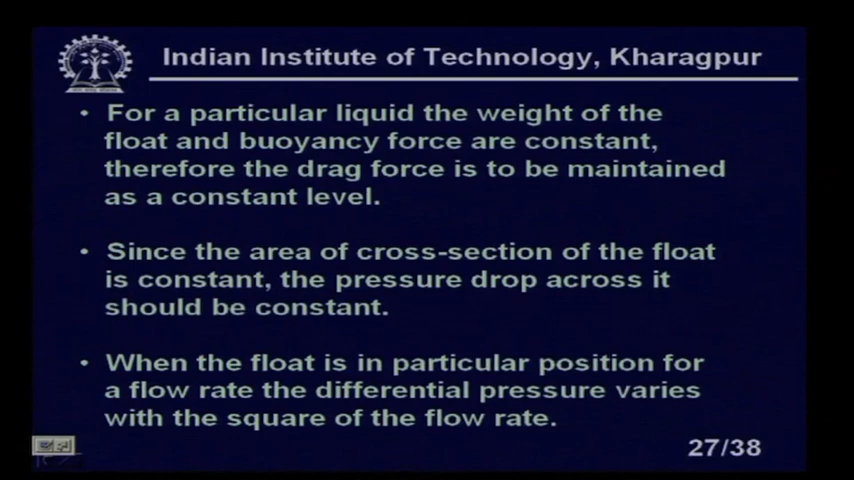 Indian Institute of Technology, Kharagpur
• For a particular liquid the weight of the
float and buoyancy force are constant,
therefore the drag force is to be maintained
as a constant level.
• Since the area of cross-section of the float
is constant, the pressure drop across it
should be constant.
• When the float is in particular position for
a flow rate the differential pressure varies
with the square of the flow rate.
27/38